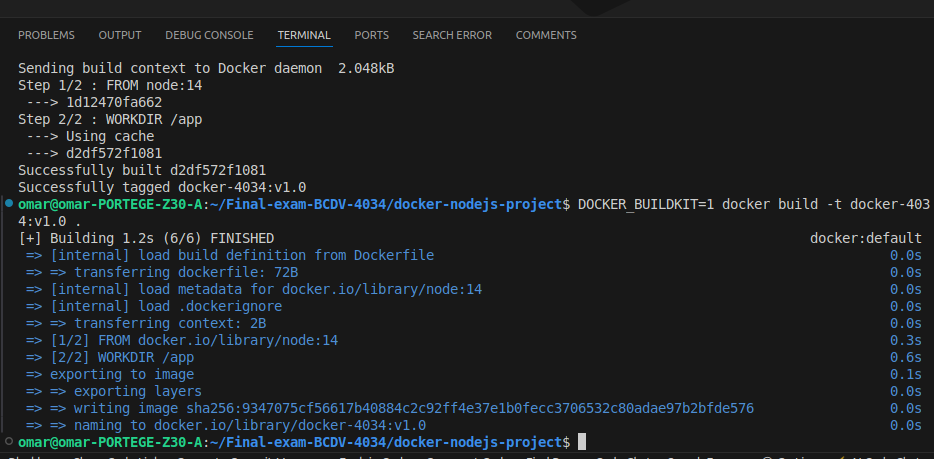 PROBLEMS OUTPUT DEBUG CONSOLE TERMINAL PORTS SEARCH ERROR COMMENTS
Sending build context to Docker daemon  2.048kB
Step 1/2 : FROM node:14
 ---> 1d12470fa662
Step 2/2 : WORKDIR /app
 ---> Using cache
 ---> d2df572f1081
Successfully built d2df572f1081
Successfully tagged docker-4034:v1.0
omar@omar-PORTEGE-Z30-A:~/Final-exam-BCDV-4034/docker-nodejs-project$ DOCKER_BUILDKIT=1 docker build -t docker-403
4:v1.0 .
[+] Building 1.2s (6/6) FINISHED docker:default
 => [internal] load build definition from Dockerfile 0.0s
 => => transferring dockerfile: 72B 0.0s
 => [internal] load metadata for docker.io/library/node:14 0.0s
 => [internal] load .dockerignore 0.0s
 => => transferring context: 2B 0.0s
 => [1/2] FROM docker.io/library/node:14 0.3s
 => [2/2] WORKDIR /app 0.6s
 => exporting to image 0.1s
 => => exporting layers 0.0s
 => => writing image sha256:9347075cf56617b40884c2c92ff4e37e1b0fecc3706532c80adae97b2bfde576 0.0s
 => => naming to docker.io/library/docker-4034:v1.0 0.0s
omar@omar-PORTEGE-Z30-A:~/Final-exam-BCDV-4034/docker-nodejs-project$